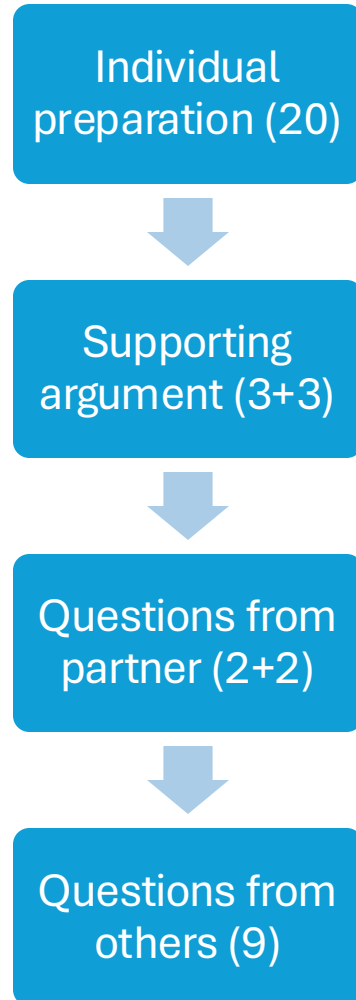 Individual
preparation (20)
Supporting
argument (3+3)
Questions from
partner (2+2)
Questions from
others (9)